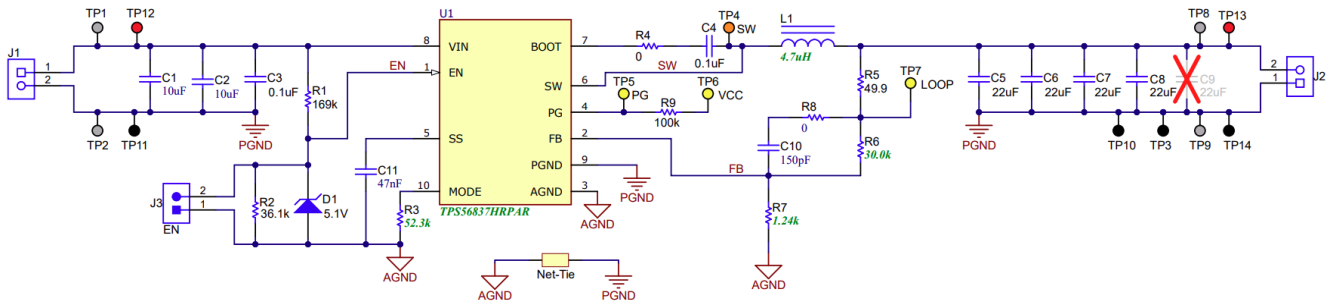 TP1
TP12
J1
1
2
C1
10uF
C2
10uF
C3
0.1uF
TP2
TP11
PGND
R1
169k
EN
J3
2
1
EN
R2
36.1k
D1
5.1V
C11
47nF
R3
52.3k
AGND
U1
8
VIN
1
EN
5
SS
10
MODE
BOOT
7
SW
6
PG
4
FB
2
PGND
9
AGND
3
TPS56837HRPAR
R4
0
C4
0.1uF
TP4
SW
SW
L1
4.7uH
TP5
PG
R9
100k
TP6
VCC
PGND
AGND
R5
49.9
TP7
LOOP
R8
0
C10
150pF
R6
30.0k
FB
R7
1.24k
AGND
AGND
Net-Tie
PGND
C5
22uF
C6
22uF
C7
22uF
C8
22uF
C9
22uF
PGND
TP8
TP13
TP10
TP3
TP9
TP14
2
1
J2